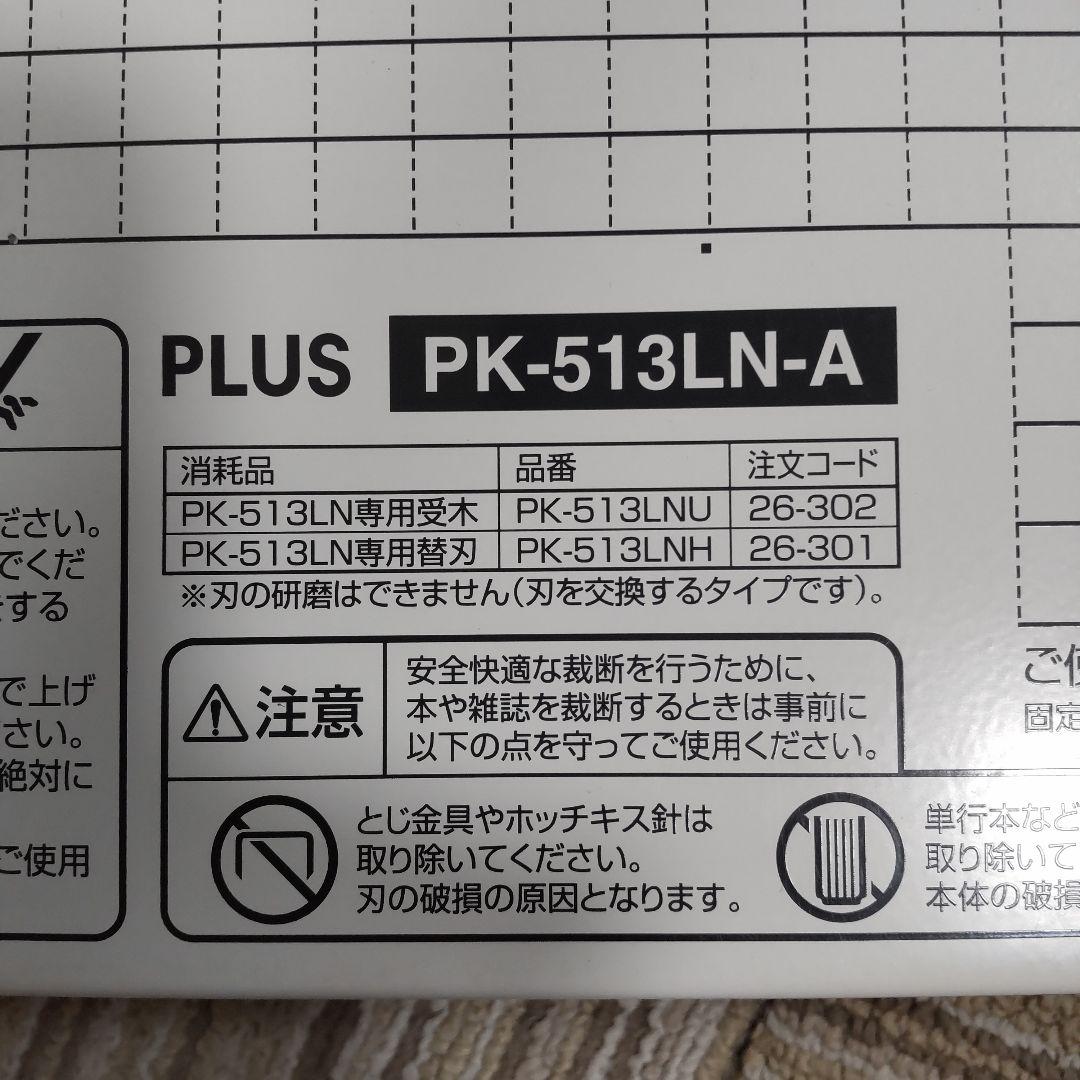 PLUS PK-513LN-A
消耗品 品番 注文コード
PK-513LN専用受木 PK-513LNU 26-302
PK-513LN専用替刃 PK-513LNH 26-301
※刃の研磨はできません(刃を交換するタイプです)。
ださい。
でくだ
をする
で上げ
さい。
絶対に
ご使用
注意
安全快適な裁断を行うために、
本や雑誌を裁断するときは事前に
以下の点を守ってご使用ください。
とじ金具やホッチキス針は
取り除いてください。
刃の破損の原因となります。
単行本など
取り除いて
本体の破損
ご使
固定